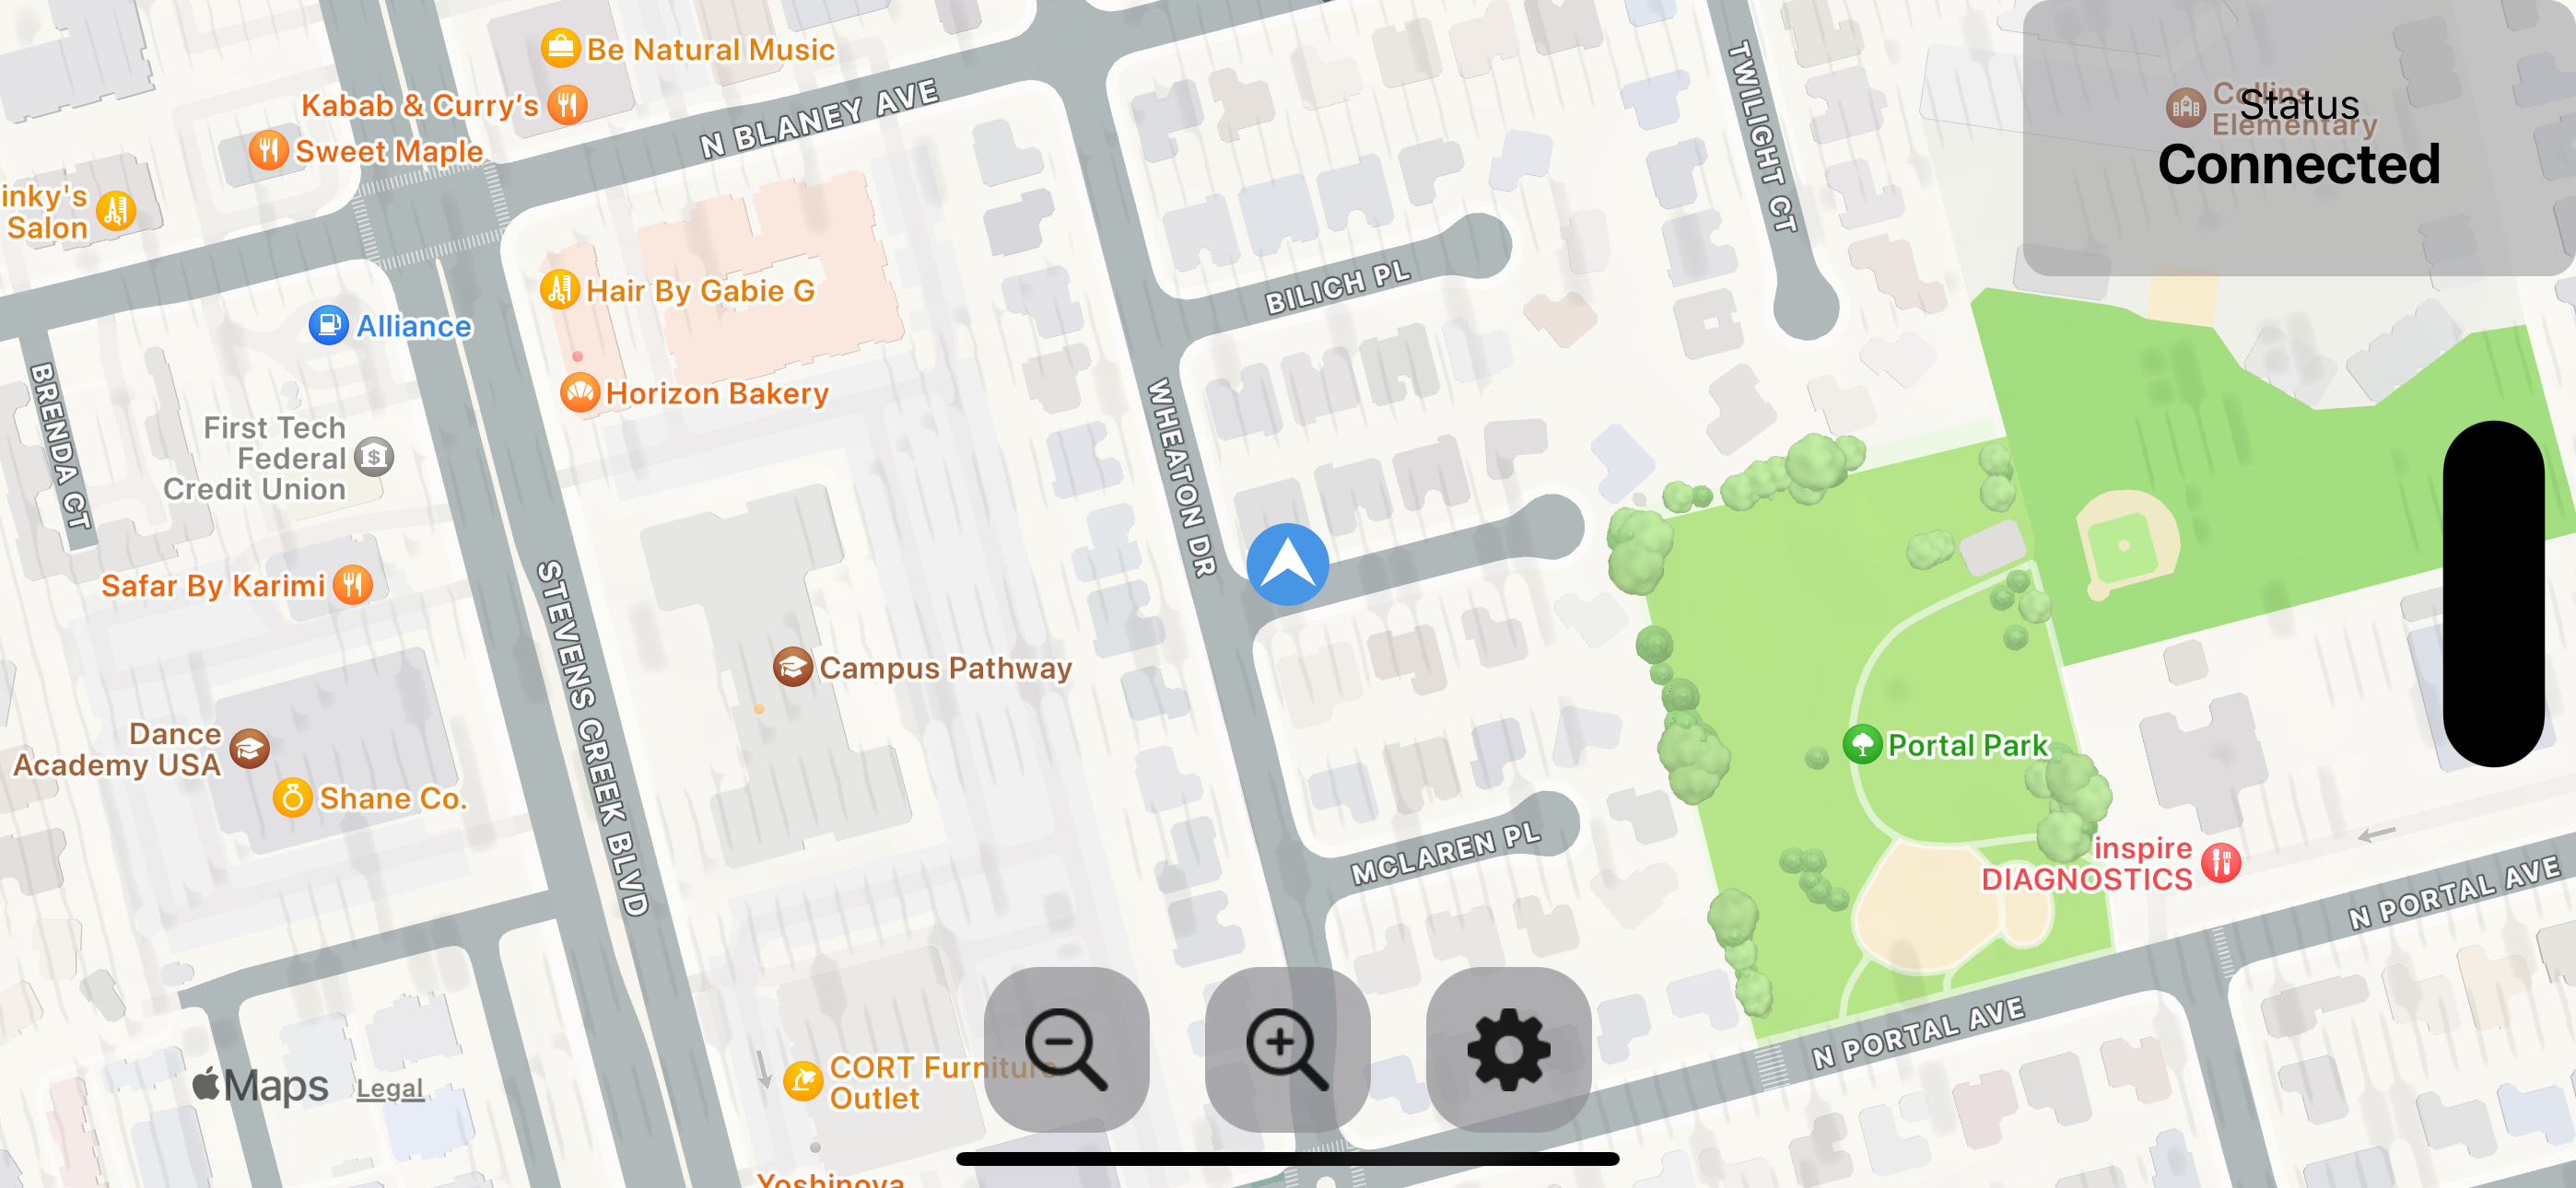 Be Natural Music
Kabab & Curry's
Sweet Maple
inky's
Salon
N BLANEY AVE
TWILIGHT CT
Collins
Elementary
Status
Connected
Hair By Gabie G
BILICH PL
Alliance
Horizon Bakery
BRENDA CT
First Tech
Federal
Credit Union
WHEATON DR
Safar By Karimi
STEVENS CREEK BLVD
Campus Pathway
Dance
Academy USA
Shane Co.
Portal Park
MCLAREN PL
inspire
DIAGNOSTICS
N PORTAL AVE
N PORTAL AVE
CORT Furniture
Outlet
Maps
Legal
Yoshinoya